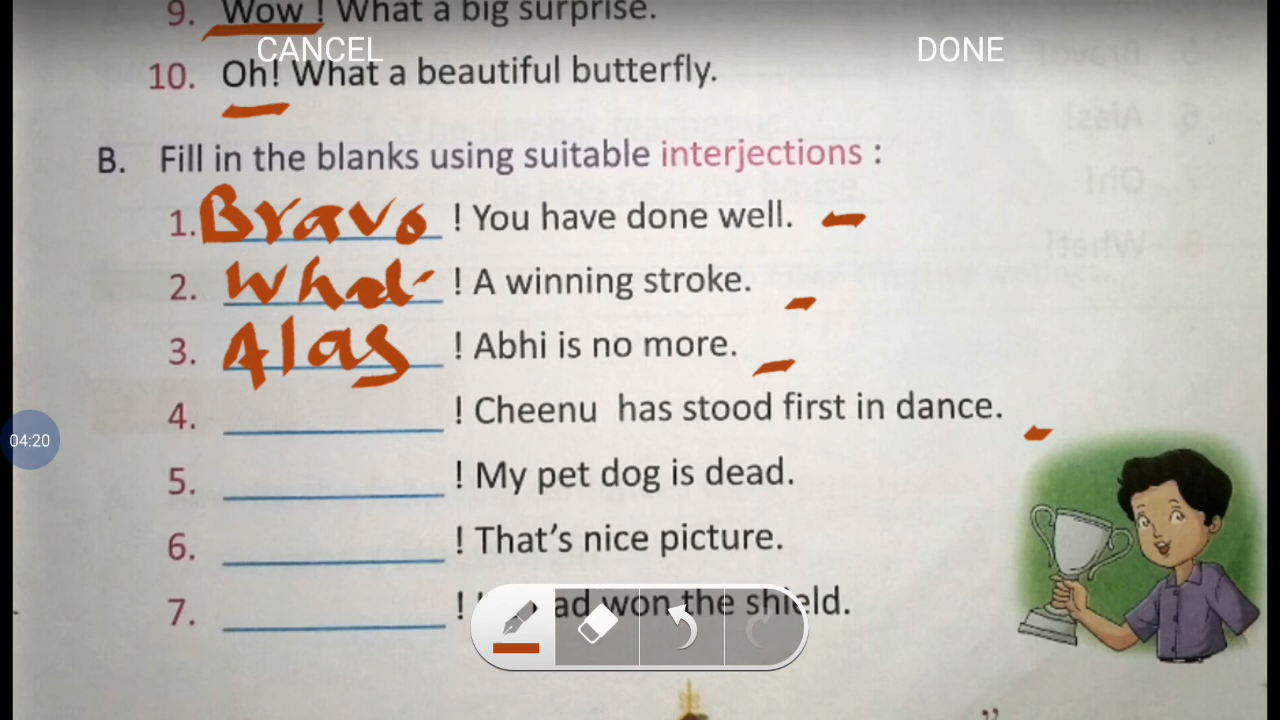 9. Wow ! What a big surprise.
CANCEL DONE
10. Oh! What a beautiful butterfly.
B. Fill in the blanks using suitable interjections :
1. Bravo ! You have done well.
2. What ! A winning stroke.
3. Alas ! Abhi is no more.
4. ! Cheenu has stood first in dance.
04:20
5. ! My pet dog is dead.
6. ! That's nice picture.
7. ! won the shield.